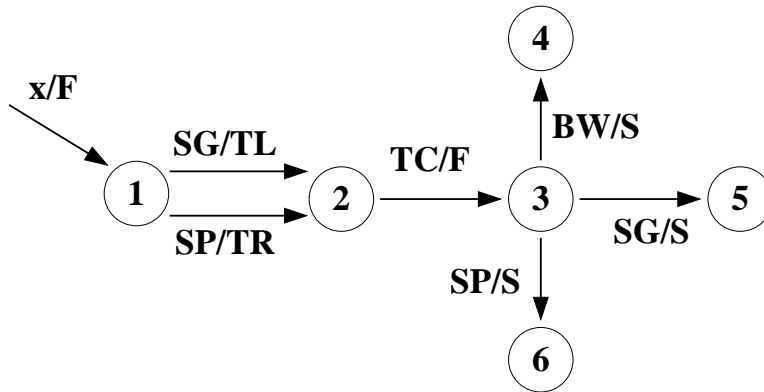 4
x/F
SG/TL
BW/S
TC/F
1
2
3
5
SG/S
SP/TR
SP/S
6